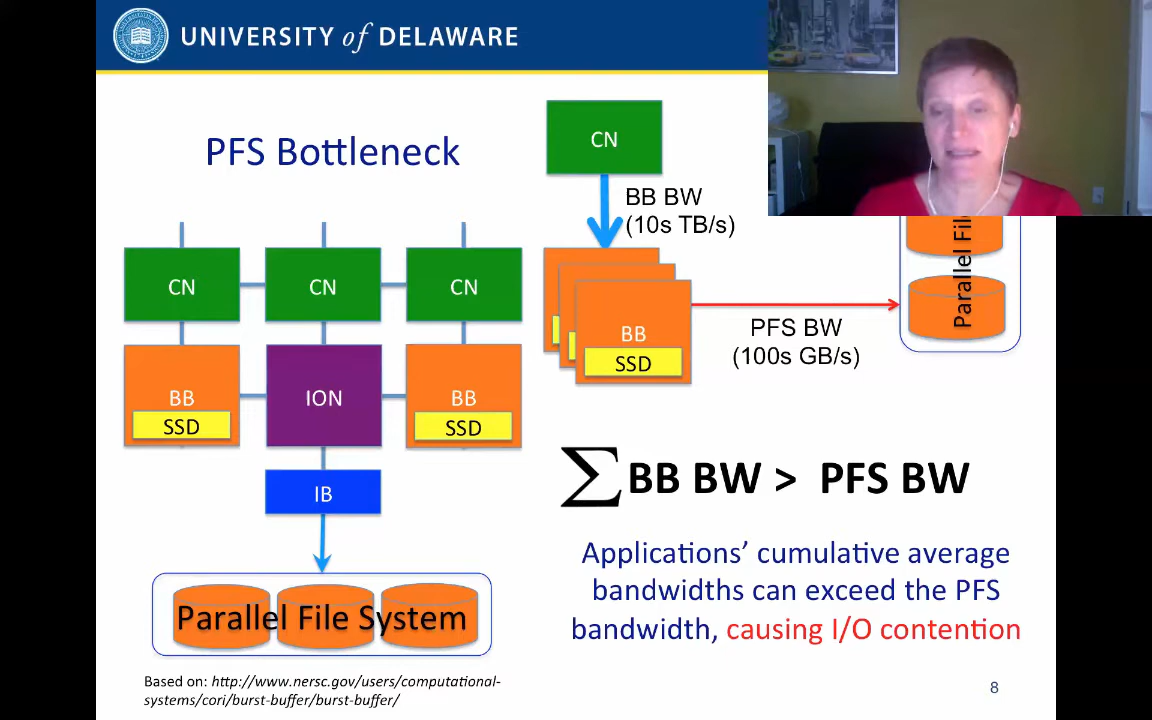 UNIVERSITY of DELAWARE
PFS Bottleneck
CN
BB BW
(10s TB/s)
CN
CN
CN
BB
SSD
ION
BB
SSD
IB
Parallel File System
BB
SSD
PFS BW
(100s GB/s)
Parallel File
∑ BB BW > PFS BW
Applications' cumulative average
bandwidths can exceed the PFS
bandwidth, causing I/O contention
Based on: http://www.nersc.gov/users/computational-
systems/cori/burst-buffer/burst-buffer/
8